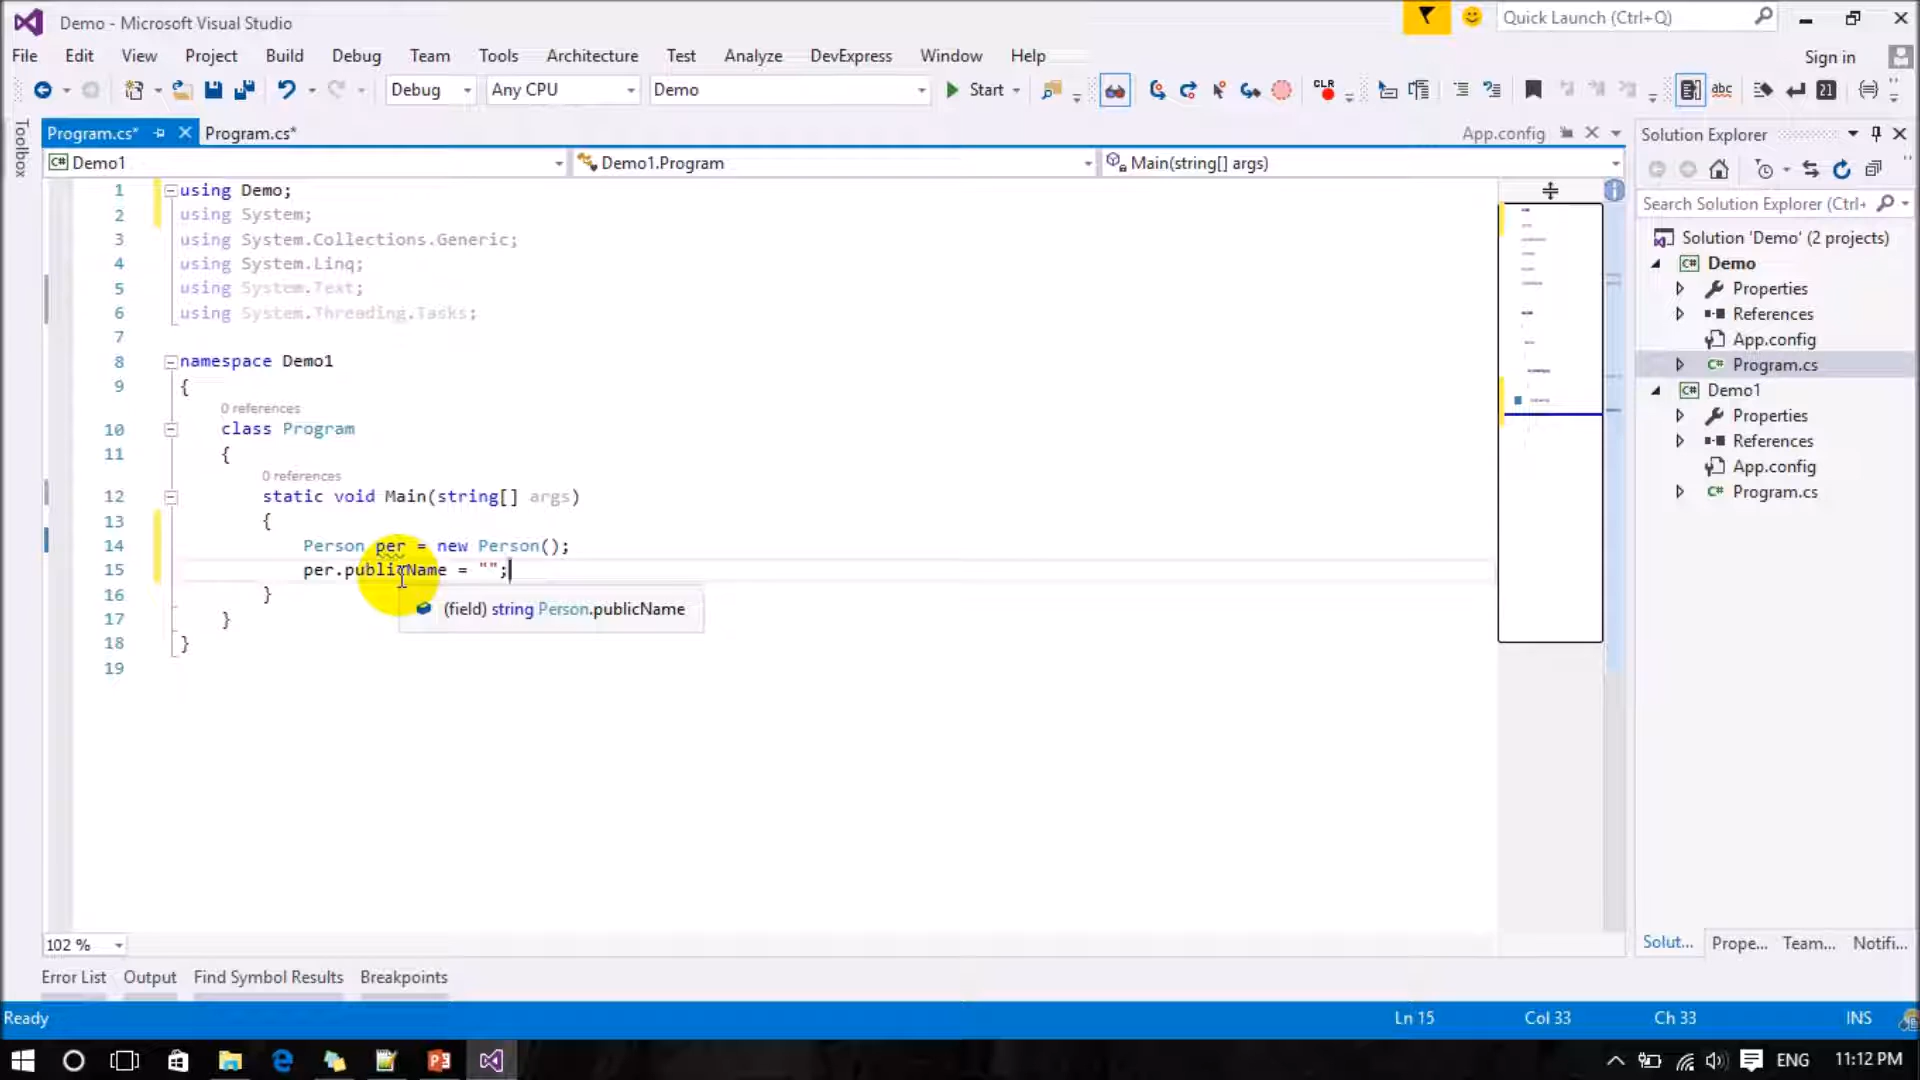 Demo - Microsoft Visual Studio
Quick Launch (Ctrl+Q)
File Edit View Project Build Debug Team Tools Architecture Test Analyze DevExpress Window Help
Sign in
Debug Any CPU Demo Start CLR abc 21
Toolbox
Program.cs* Program.cs* App.config
Solution Explorer
C# Demo1 Demo1.Program Main(string[] args)
Search Solution Explorer (Ctrl+
1 using Demo;
2 using System;
3 using System.Collections.Generic;
4 using System.Linq;
5 using System.Text;
6 using System.Threading.Tasks;
7
8 namespace Demo1
9 {
0 references
10 class Program
11 {
0 references
12 static void Main(string[] args)
13 {
14 Person per = new Person();
15 per.publicName = "";
(field) string Person.publicName
16 }
17 }
18 }
19
Solution 'Demo' (2 projects)
C# Demo
Properties
References
App.config
C# Program.cs
C# Demo1
Properties
References
App.config
C# Program.cs
102 %
Solut... Prope... Team... Notifi...
Error List Output Find Symbol Results Breakpoints
Ready Ln 15 Col 33 Ch 33 INS
ENG 11:12 PM